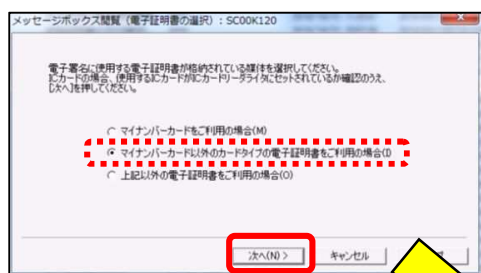 メッセージボックス閲覧（電子証明書の選択）: SC00K120
電子署名に使用する電子証明書が格納されている媒体を選択してください。
ICカードの場合、使用するICカードがICカードリーダライタにセットされているか確認のうえ、
[次へ]を押してください。
マイナンバーカードをご利用の場合(M)
マイナンバーカード以外のカードタイプの電子証明書をご利用の場合(I)
上記以外の電子証明書をご利用の場合(O)
次へ(N) > キャンセル